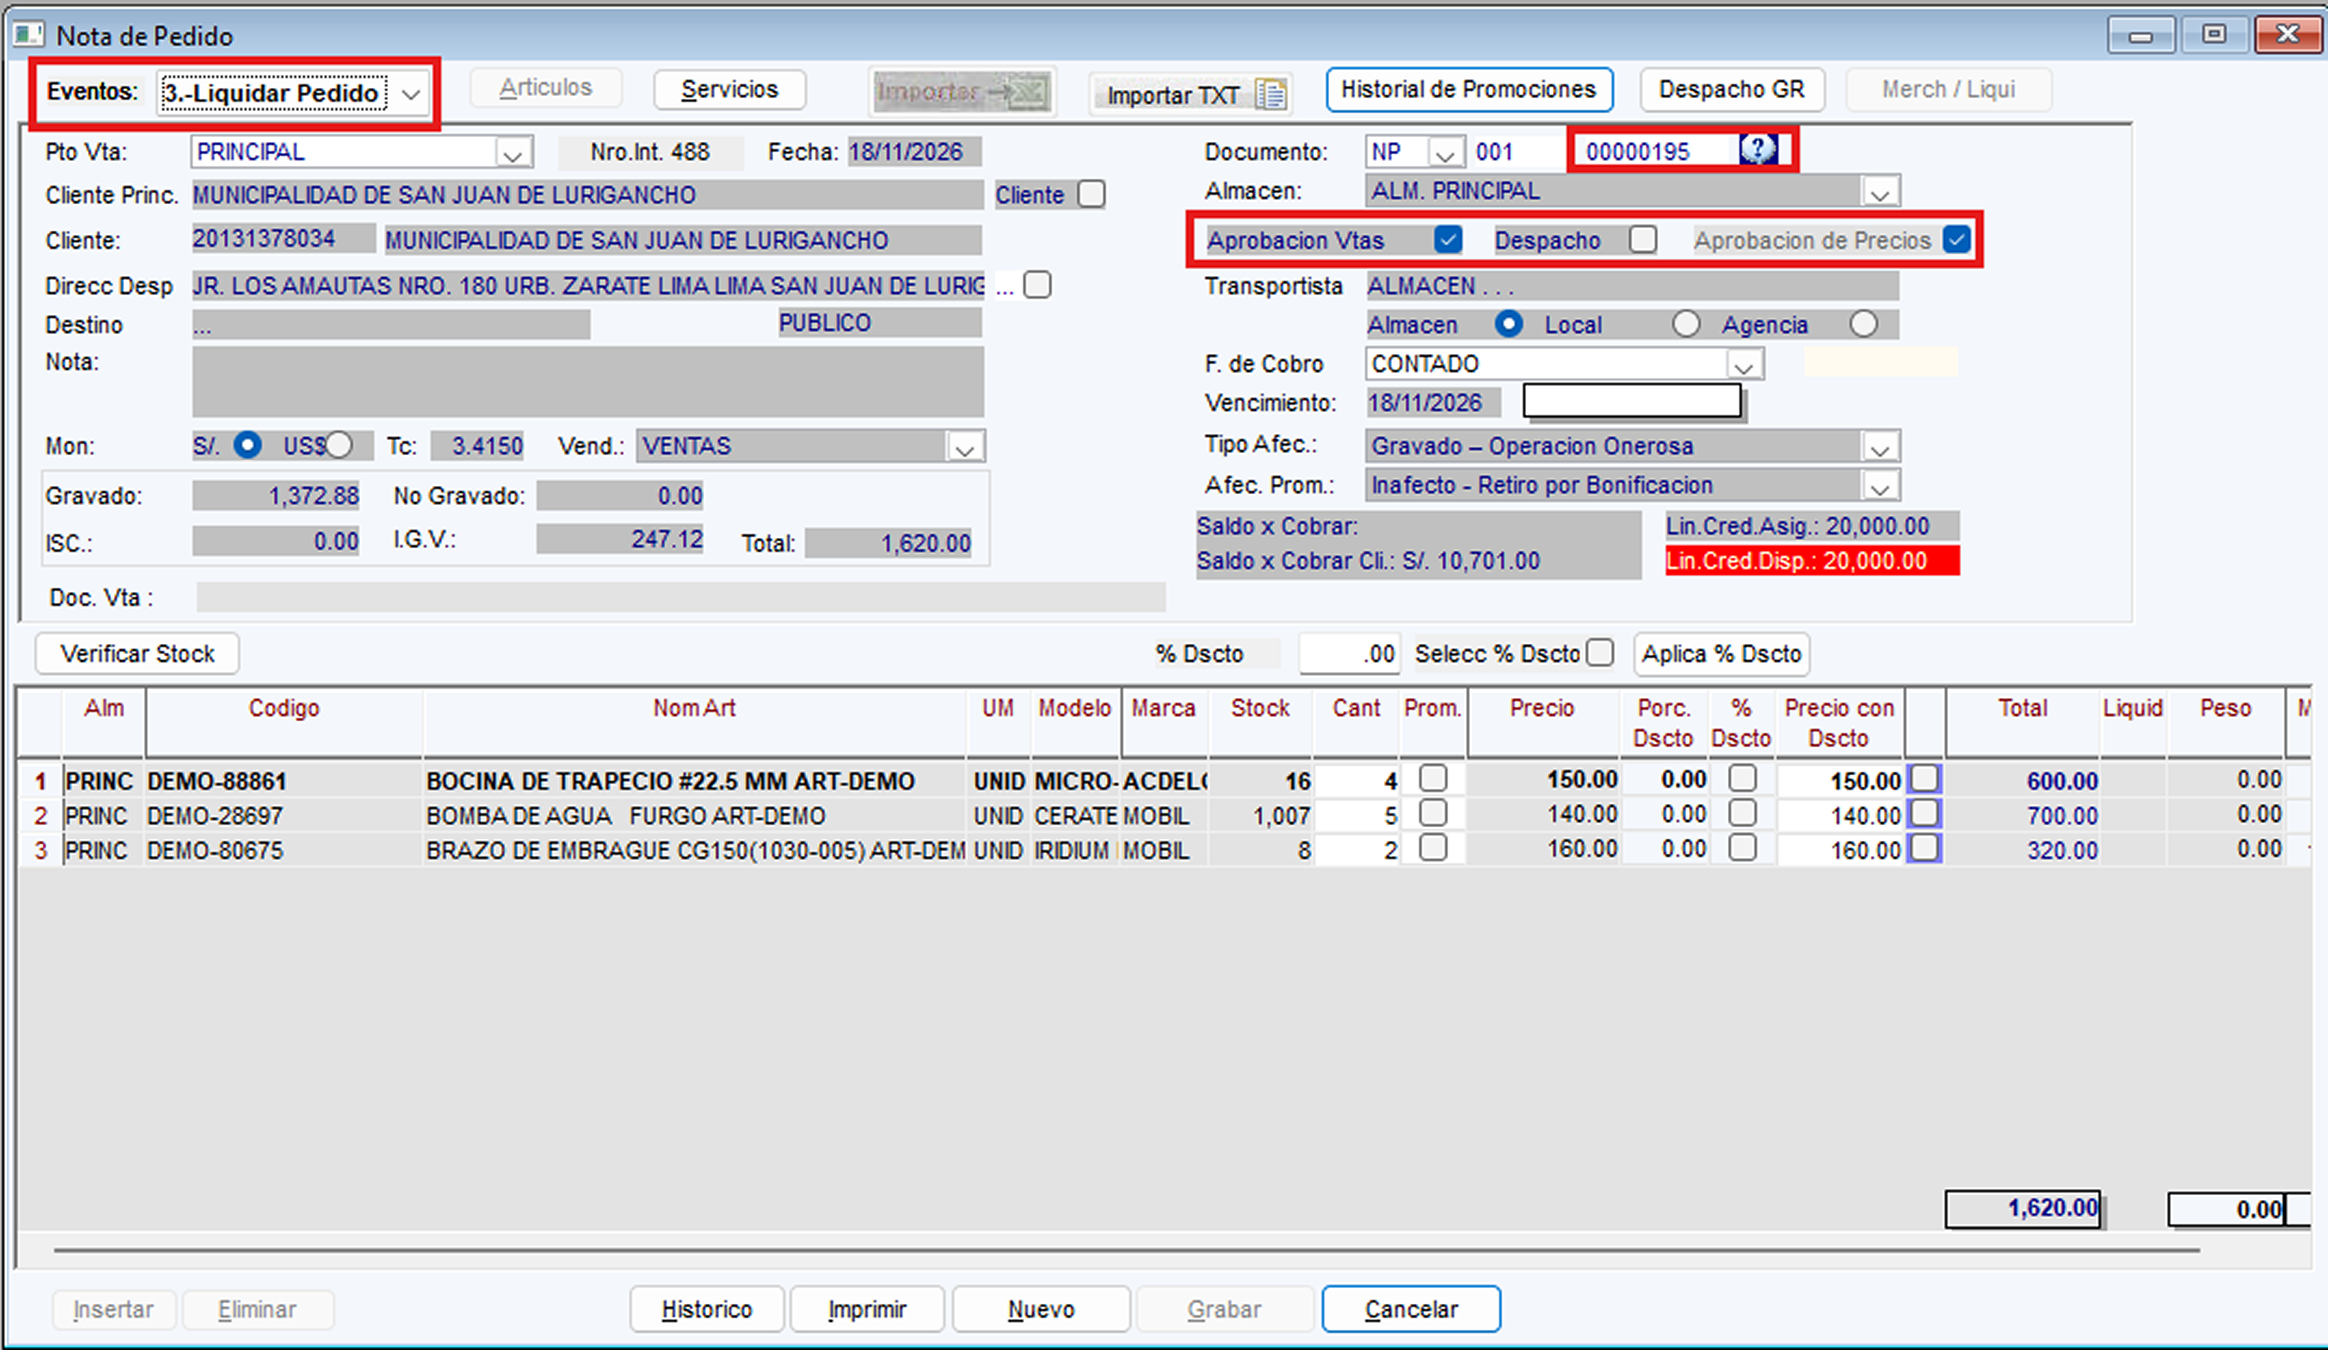 Nota de Pedido
Eventos: 3.-Liquidar Pedido Articulos Servicios Importar Importar TXT Historial de Promociones Despacho GR Merch / Liqui
Pto Vta: PRINCIPAL Nro.Int. 488 Fecha: 18/11/2026 Documento: NP 001 00000195 ?
Cliente Princ. MUNICIPALIDAD DE SAN JUAN DE LURIGANCHO Cliente Almacen: ALM. PRINCIPAL
Cliente: 20131378034 MUNICIPALIDAD DE SAN JUAN DE LURIGANCHO Aprobacion Vtas Despacho Aprobacion de Precios
Direcc Desp JR. LOS AMAUTAS NRO. 180 URB. ZARATE LIMA LIMA SAN JUAN DE LURIG ... Transportista ALMACEN . . .
Destino ... PUBLICO Almacen Local Agencia
Nota: F. de Cobro CONTADO
Vencimiento: 18/11/2026
Mon: S/. US$ Tc: 3.4150 Vend.: VENTAS Tipo Afec.: Gravado – Operacion Onerosa
Gravado: 1,372.88 No Gravado: 0.00 Afec. Prom.: Inafecto - Retiro por Bonificacion
ISC.: 0.00 I.G.V.: 247.12 Total: 1,620.00 Saldo x Cobrar: Lin.Cred.Asig.: 20,000.00
Saldo x Cobrar Cli.: S/. 10,701.00 Lin.Cred.Disp.: 20,000.00
Doc. Vta :
Verificar Stock % Dscto .00 Selecc % Dscto Aplica % Dscto
Alm Codigo Nom Art UM Modelo Marca Stock Cant Prom. Precio Porc. Dscto % Dscto Precio con Dscto Total Liquid Peso M
1 PRINC DEMO-88861 BOCINA DE TRAPECIO #22.5 MM ART-DEMO UNID MICRO- ACDELC 16 4 150.00 0.00 150.00 600.00 0.00
2 PRINC DEMO-28697 BOMBA DE AGUA FURGO ART-DEMO UNID CERATE MOBIL 1,007 5 140.00 0.00 140.00 700.00 0.00
3 PRINC DEMO-80675 BRAZO DE EMBRAGUE CG150(1030-005) ART-DEM UNID IRIDIUM MOBIL 8 2 160.00 0.00 160.00 320.00 0.00
1,620.00 0.00
Insertar Eliminar Historico Imprimir Nuevo Grabar Cancelar